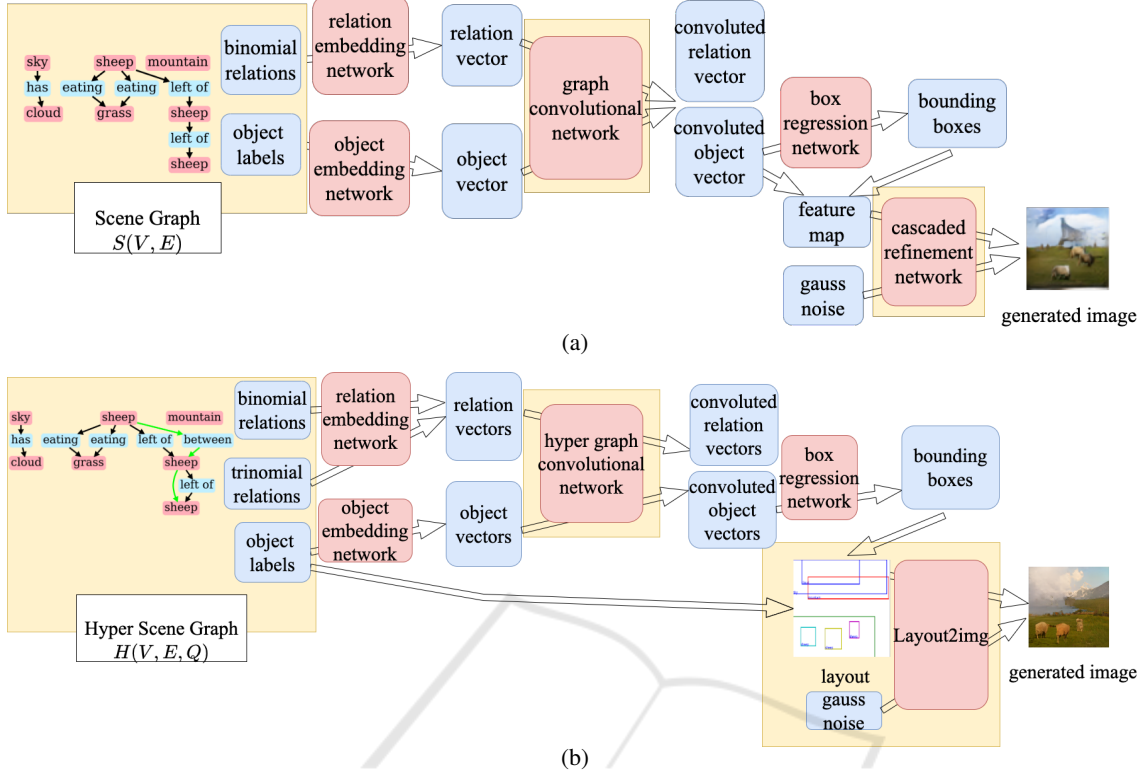 sky sheep mountain
has eating eating left of
cloud grass sheep
left of
sheep
Scene Graph
S(V, E)
binomial
relations
object
labels
relation
embedding
network
object
embedding
network
relation
vector
object
vector
graph
convolutional
network
convoluted
relation
vector
convoluted
object
vector
box
regression
network
bounding
boxes
feature
map
gauss
noise
cascaded
refinement
network
generated image
(a)
sky sheep mountain
has eating eating left of between
cloud grass sheep
left of
sheep
Hyper Scene Graph
H(V, E, Q)
binomial
relations
trinomial
relations
object
labels
relation
embedding
network
object
embedding
network
relation
vectors
object
vectors
hyper graph
convolutional
network
convoluted
relation
vectors
convoluted
object
vectors
box
regression
network
bounding
boxes
layout
gauss
noise
Layout2img
generated image
(b)